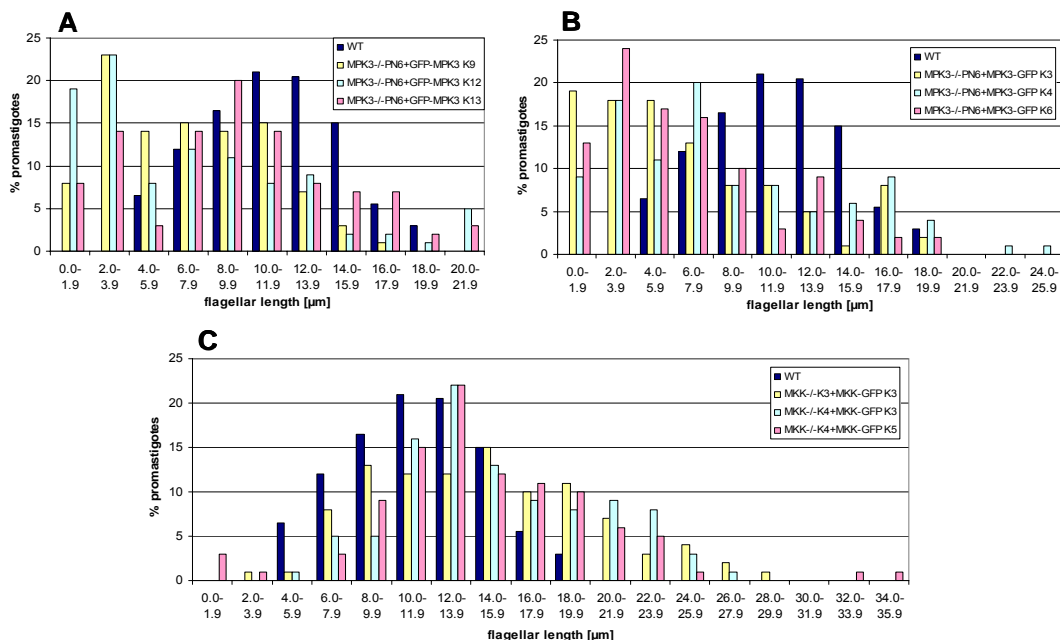 A
% promastigotes
25
20
15
10
5
0
WT
MPK3-/-PN6+GFP-MPK3 K9
MPK3-/-PN6+GFP-MPK3 K12
MPK3-/-PN6+GFP-MPK3 K13
0.0- 2.0- 4.0- 6.0- 8.0- 10.0- 12.0- 14.0- 16.0- 18.0- 20.0-
1.9 3.9 5.9 7.9 9.9 11.9 13.9 15.9 17.9 19.9 21.9
flagellar length [µm]
B
% promastigotes
25
20
15
10
5
0
WT
MPK3-/-PN6+MPK3-GFP K3
MPK3-/-PN6+MPK3-GFP K4
MPK3-/-PN6+MPK3-GFP K6
0.0- 2.0- 4.0- 6.0- 8.0- 10.0- 12.0- 14.0- 16.0- 18.0- 20.0- 22.0- 24.0-
1.9 3.9 5.9 7.9 9.9 11.9 13.9 15.9 17.9 19.9 21.9 23.9 25.9
flagellar length [µm]
C
% promastigotes
25
20
15
10
5
0
WT
MKK-/-K3+MKK-GFP K3
MKK-/-K4+MKK-GFP K3
MKK-/-K4+MKK-GFP K5
0.0- 2.0- 4.0- 6.0- 8.0- 10.0- 12.0- 14.0- 16.0- 18.0- 20.0- 22.0- 24.0- 26.0- 28.0- 30.0- 32.0- 34.0-
1.9 3.9 5.9 7.9 9.9 11.9 13.9 15.9 17.9 19.9 21.9 23.9 25.9 27.9 29.9 31.9 33.9 35.9
flagellar length [µm]